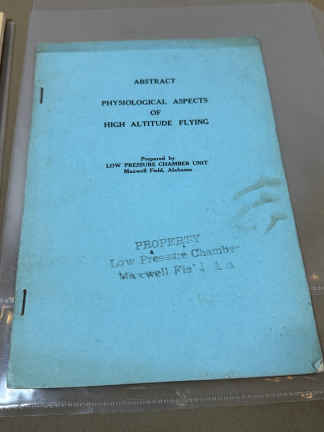 ABSTRACT
PHYSIOLOGICAL ASPECTS
OF
HIGH ALTITUDE FLYING
Prepared by
LOW PRESSURE CHAMBER UNIT
Maxwell Field, Alabama
PROPERTY
Low Pressure Chamber
Maxwell